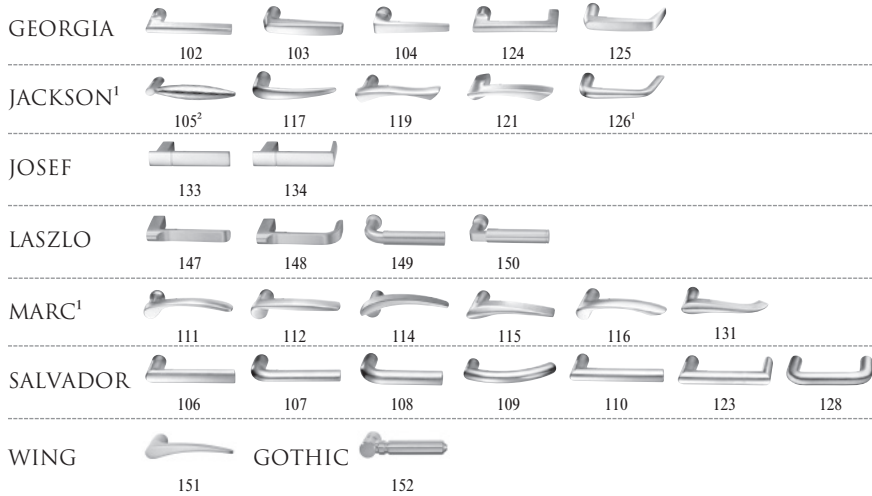 GEORGIA
102 103 104 124 125
JACKSON¹
105² 117 119 121 126¹
JOSEF
133 134
LASZLO
147 148 149 150
MARC¹
111 112 114 115 116 131
SALVADOR
106 107 108 109 110 123 128
WING GOTHIC
151 152